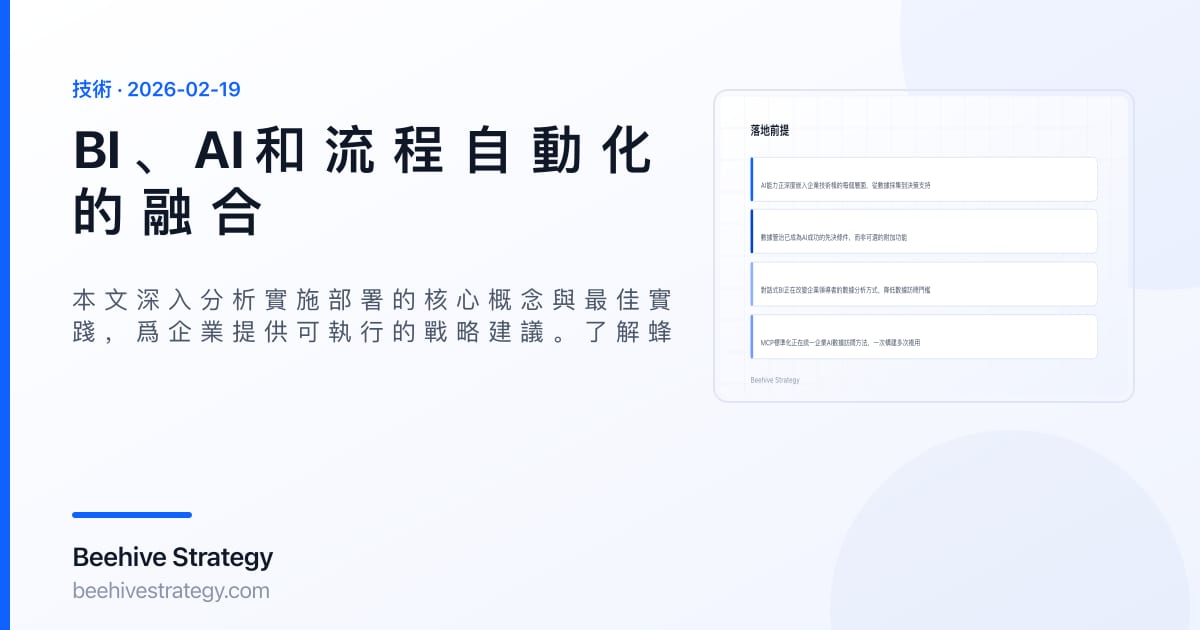 技術 · 2026-02-19
BI、AI和流程自動化
的融合
本文深入分析實施部署的核心概念與最佳實
踐，爲企業提供可執行的戰略建議。了解蜂
落地前提
AI能力正深度嵌入企業技術棧的每個層面，從數據採集到決策支持
數據管治已成為AI成功的先決條件，而非可選的附加功能
對話式BI正在改變企業領導者的數據分析方式，降低數據訪問門檻
MCP標準化正在統一企業AI數據訪問方法，一次構建多次複用
Beehive Strategy
Beehive Strategy
beehivestrategy.com